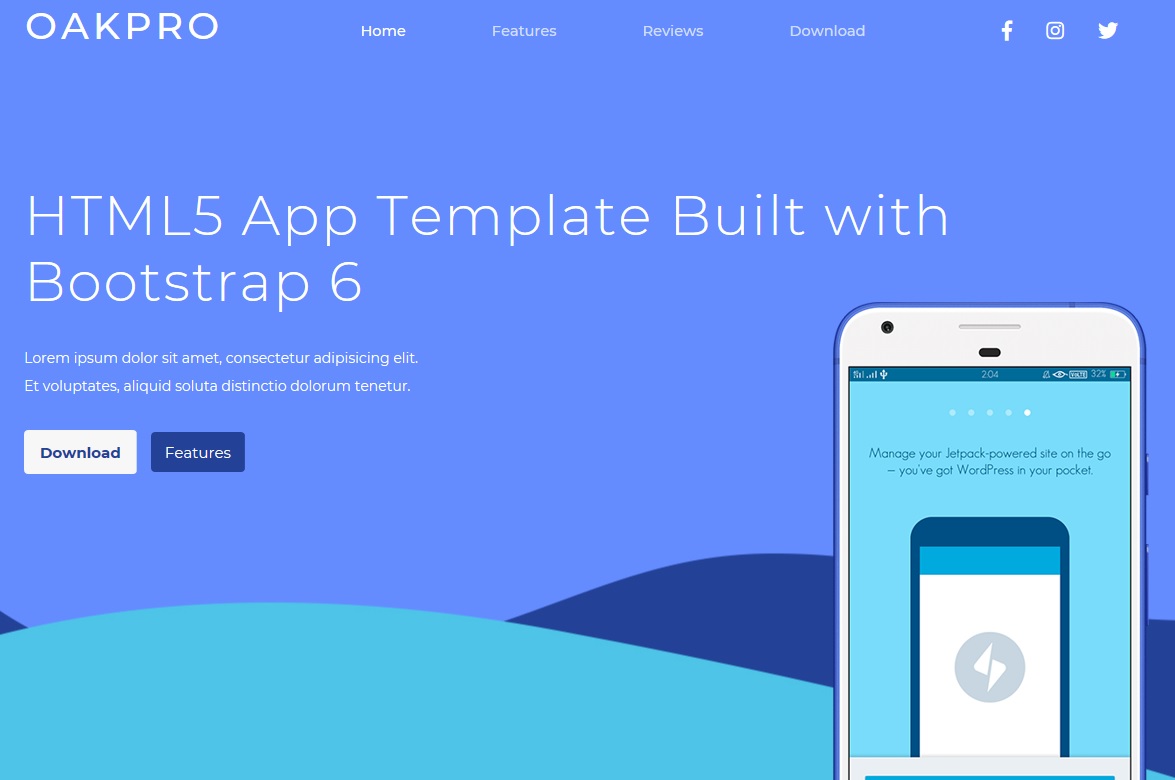 OAKPRO
Home Features Reviews Download
HTML5 App Template Built with
Bootstrap 6
Lorem ipsum dolor sit amet, consectetur adipisicing elit.
Et voluptates, aliquid soluta distinctio dolorum tenetur.
Download Features
2:04 VoLTE 32%
Manage your Jetpack-powered site on the go
– you've got WordPress in your pocket.